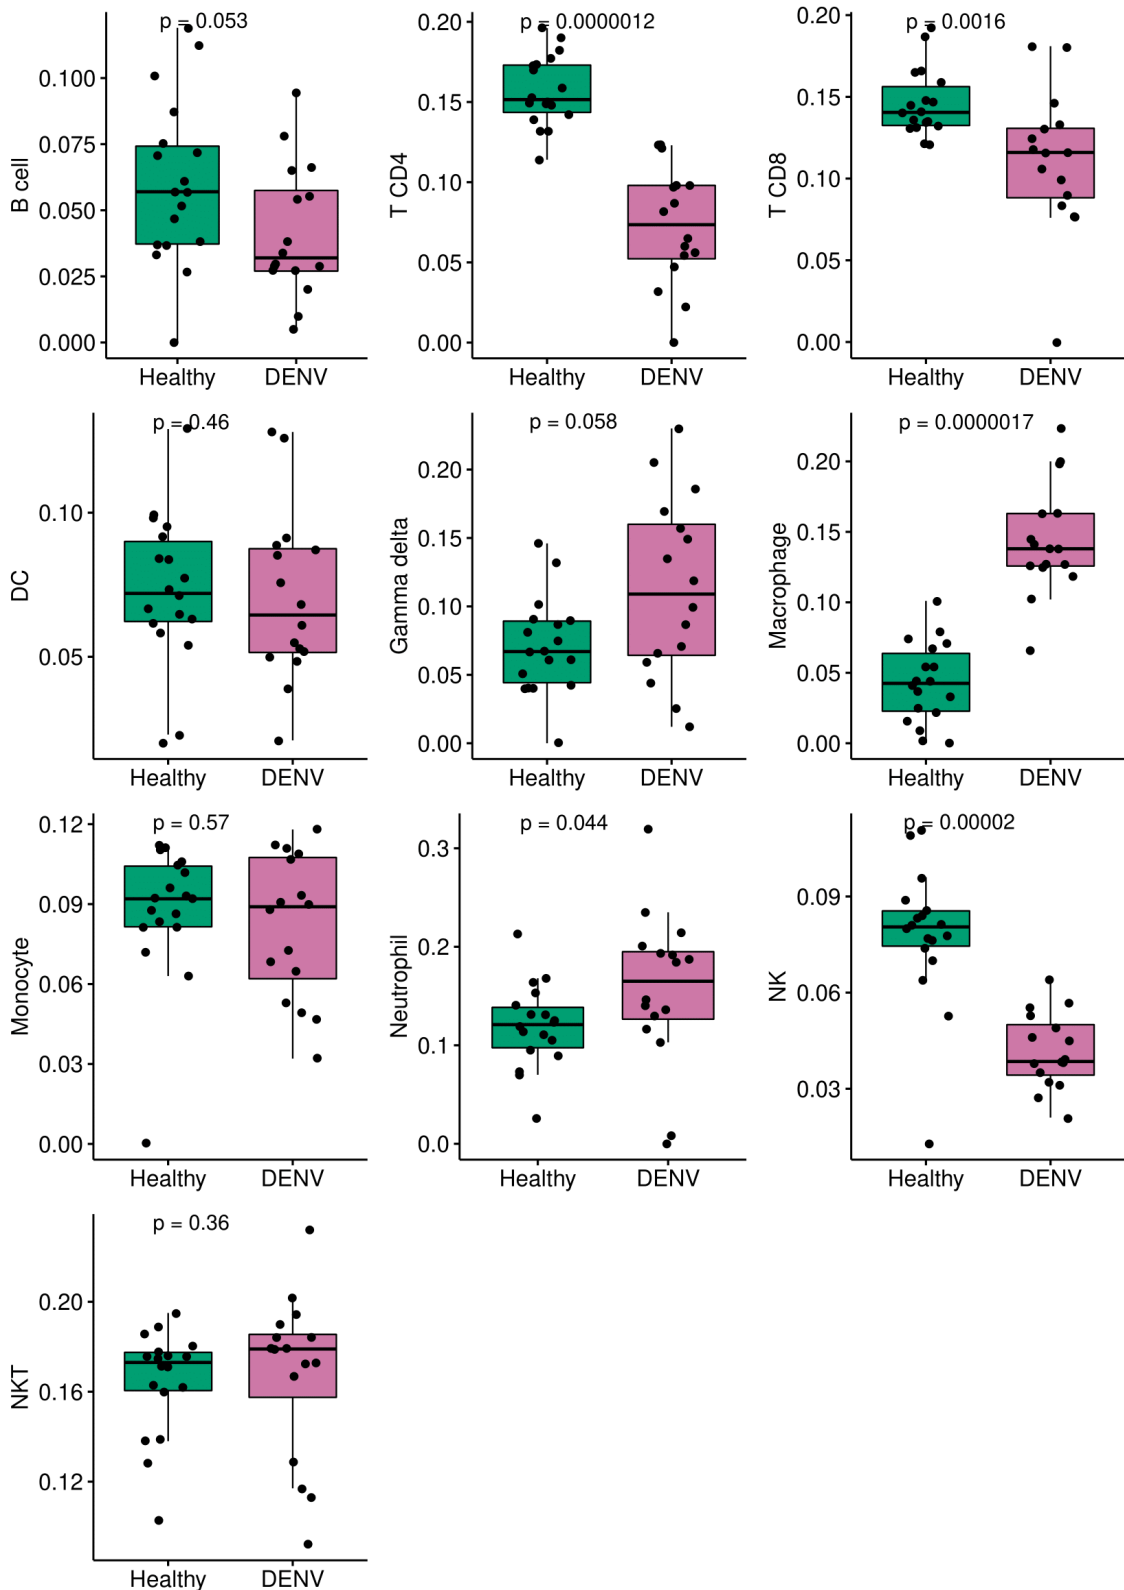 p = 0.053
B cell
0.100
0.075
0.050
0.025
0.000
Healthy
DENV
p = 0.0000012
T CD4
0.20
0.15
0.10
0.05
0.00
Healthy
DENV
p = 0.0016
T CD8
0.20
0.15
0.10
0.05
0.00
Healthy
DENV
p = 0.46
DC
0.10
0.05
Healthy
DENV
p = 0.058
Gamma delta
0.20
0.15
0.10
0.05
0.00
Healthy
DENV
p = 0.0000017
Macrophage
0.20
0.15
0.10
0.05
0.00
Healthy
DENV
p = 0.57
Monocyte
0.12
0.09
0.06
0.03
0.00
Healthy
DENV
p = 0.044
Neutrophil
0.3
0.2
0.1
0.0
Healthy
DENV
p = 0.00002
NK
0.09
0.06
0.03
Healthy
DENV
p = 0.36
NKT
0.20
0.16
0.12
Healthy
DENV